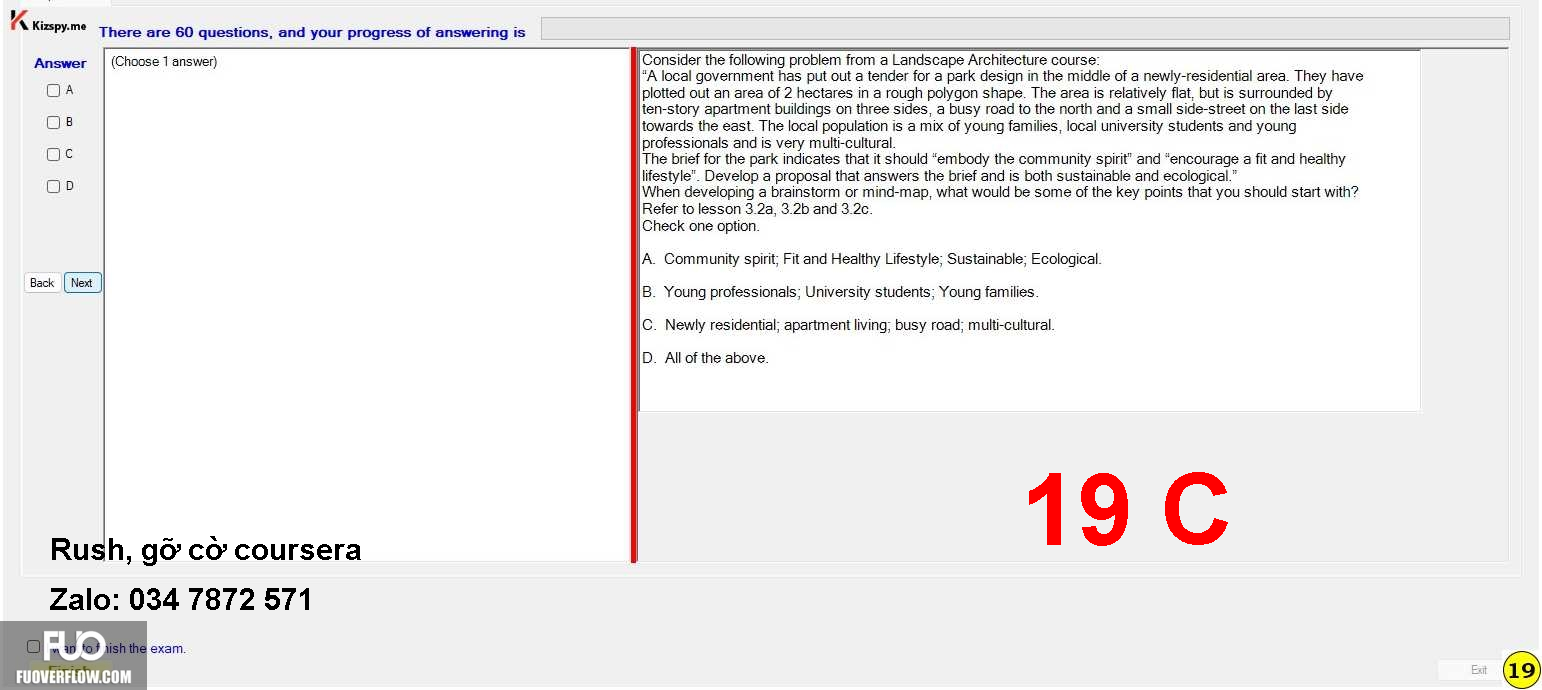 Kizspy.me
There are 60 questions, and your progress of answering is
Answer
(Choose 1 answer)
A
B
C
D
Back
Next
Consider the following problem from a Landscape Architecture course:
“A local government has put out a tender for a park design in the middle of a newly-residential area. They have
plotted out an area of 2 hectares in a rough polygon shape. The area is relatively flat, but is surrounded by
ten-story apartment buildings on three sides, a busy road to the north and a small side-street on the last side
towards the east. The local population is a mix of young families, local university students and young
professionals and is very multi-cultural.
The brief for the park indicates that it should “embody the community spirit” and “encourage a fit and healthy
lifestyle”. Develop a proposal that answers the brief and is both sustainable and ecological.”
When developing a brainstorm or mind-map, what would be some of the key points that you should start with?
Refer to lesson 3.2a, 3.2b and 3.2c.
Check one option.
A. Community spirit; Fit and Healthy Lifestyle; Sustainable; Ecological.
B. Young professionals; University students; Young families.
C. Newly residential; apartment living; busy road; multi-cultural.
D. All of the above.
19 C
Rush, gỡ cờ coursera
Zalo: 034 7872 571
FUO
FUOVERFLOW.COM
the exam.
Finish
Exit
19